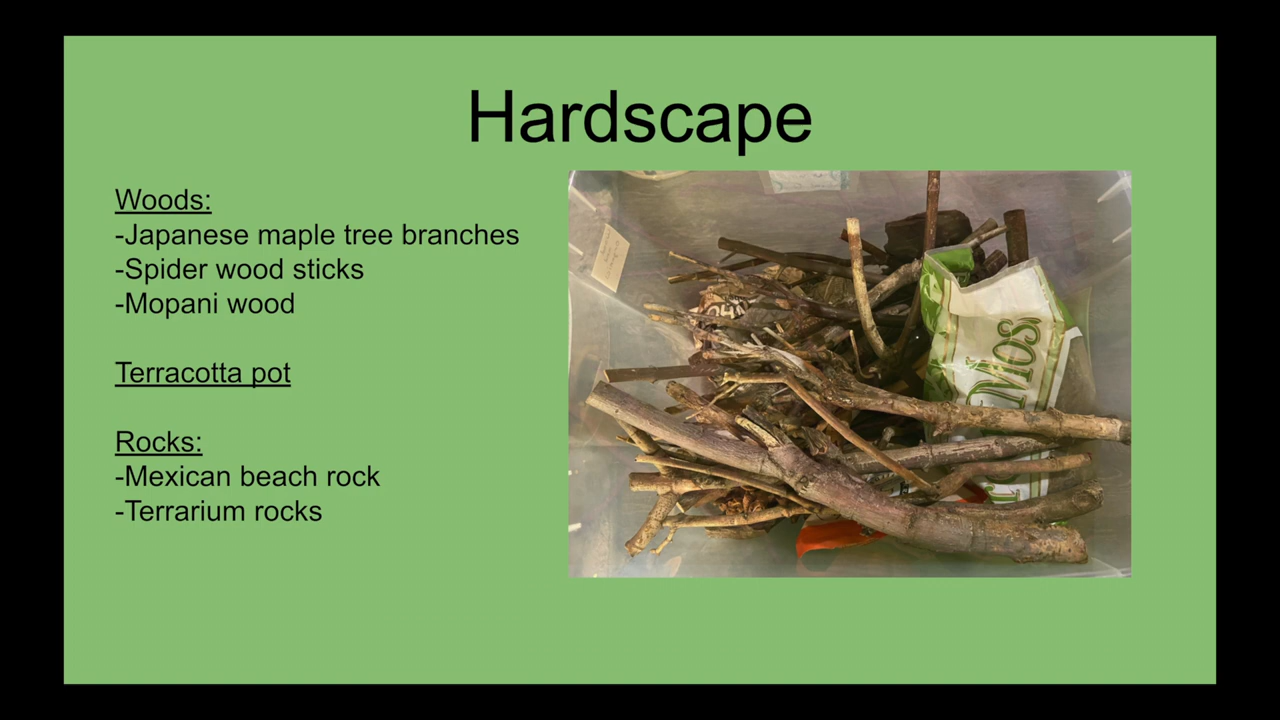 Hardscape
Woods:
-Japanese maple tree branches
-Spider wood sticks
-Mopani wood
Terracotta pot
Rocks:
-Mexican beach rock
-Terrarium rocks
Mos